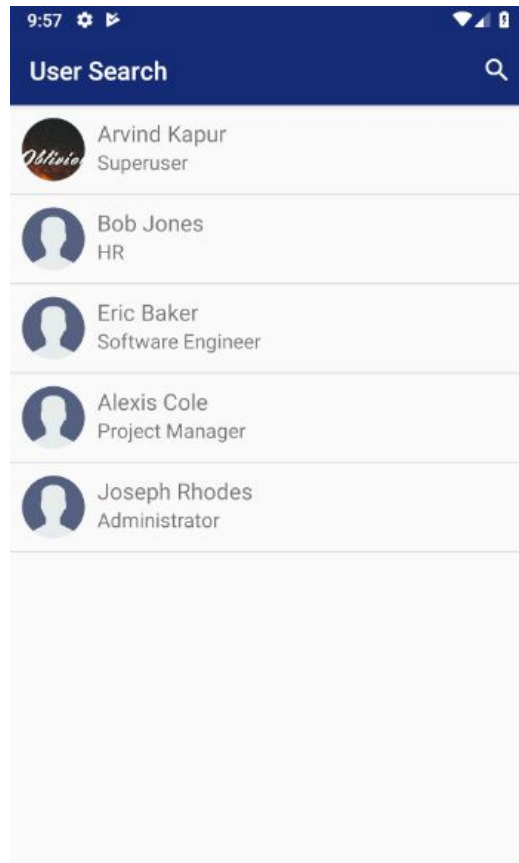 9:57
User Search
Oblivio
Arvind Kapur
Superuser
Bob Jones
HR
Eric Baker
Software Engineer
Alexis Cole
Project Manager
Joseph Rhodes
Administrator